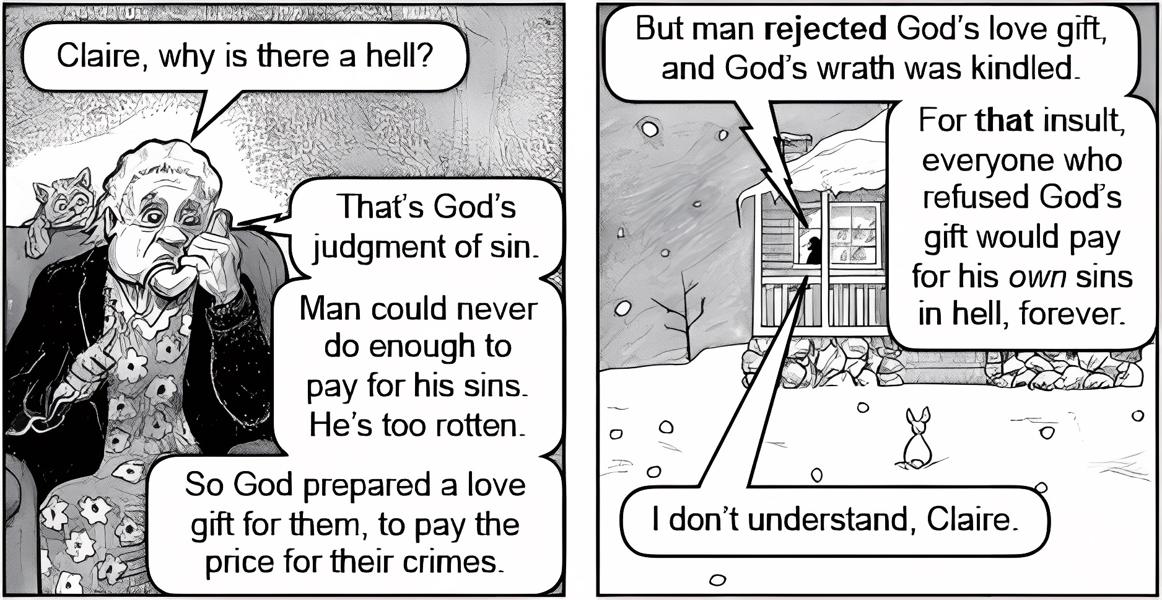 Claire, why is there a hell?
That's God's
judgment of sin.
Man could never
do enough to
pay for his sins.
He's too rotten.
So God prepared a love
gift for them, to pay the
price for their crimes.
But man rejected God's love gift,
and God's wrath was kindled.
For that insult,
everyone who
refused God's
gift would pay
for his own sins
in hell, forever.
I don't understand, Claire.